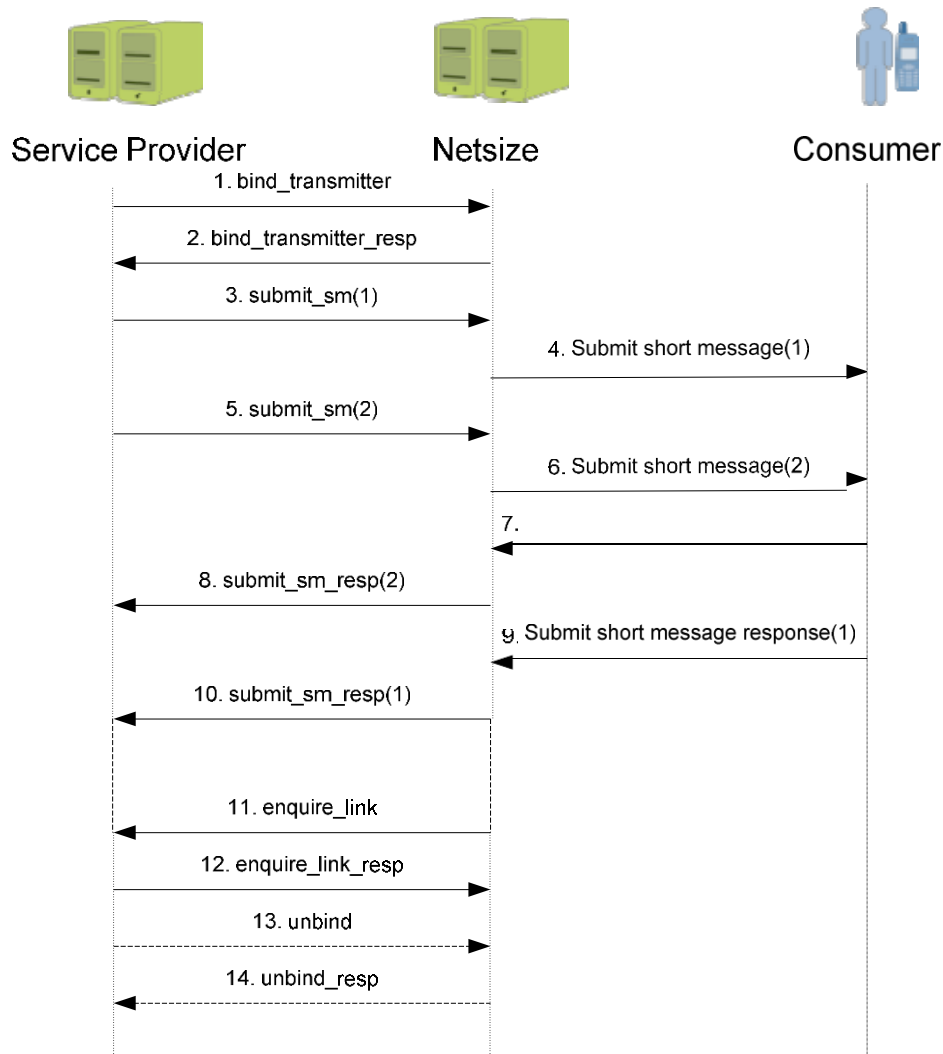 Service Provider
Netsize
Consumer
1. bind_transmitter
2. bind_transmitter_resp
3. submit_sm(1)
4. Submit short message(1)
5. submit_sm(2)
6. Submit short message(2)
7.
8. submit_sm_resp(2)
9. Submit short message response(1)
10. submit_sm_resp(1)
11. enquire_link
12. enquire_link_resp
13. unbind
14. unbind_resp